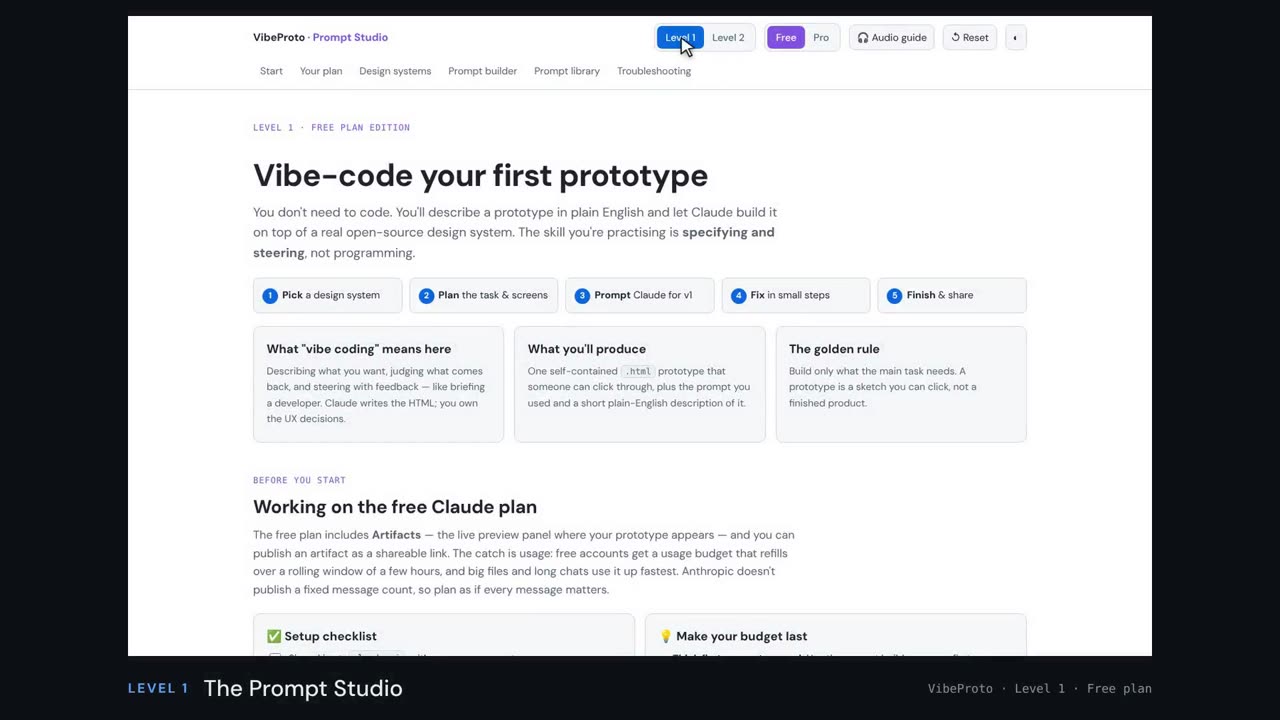 VibeProto · Prompt Studio
Level 1 Level 2 Free Pro 🎧 Audio guide ↺ Reset
Start Your plan Design systems Prompt builder Prompt library Troubleshooting
LEVEL 1 · FREE PLAN EDITION
Vibe-code your first prototype
You don't need to code. You'll describe a prototype in plain English and let Claude build it
on top of a real open-source design system. The skill you're practising is specifying and
steering, not programming.
1 Pick a design system
2 Plan the task & screens
3 Prompt Claude for v1
4 Fix in small steps
5 Finish & share
What "vibe coding" means here
Describing what you want, judging what comes
back, and steering with feedback — like briefing
a developer. Claude writes the HTML; you own
the UX decisions.
What you'll produce
One self-contained .html prototype that
someone can click through, plus the prompt you
used and a short plain-English description of it.
The golden rule
Build only what the main task needs. A
prototype is a sketch you can click, not a
finished product.
BEFORE YOU START
Working on the free Claude plan
The free plan includes Artifacts — the live preview panel where your prototype appears — and you can
publish an artifact as a shareable link. The catch is usage: free accounts get a usage budget that refills
over a rolling window of a few hours, and big files and long chats use it up fastest. Anthropic doesn't
publish a fixed message count, so plan as if every message matters.
✅ Setup checklist
💡 Make your budget last
LEVEL 1 The Prompt Studio
VibeProto · Level 1 · Free plan